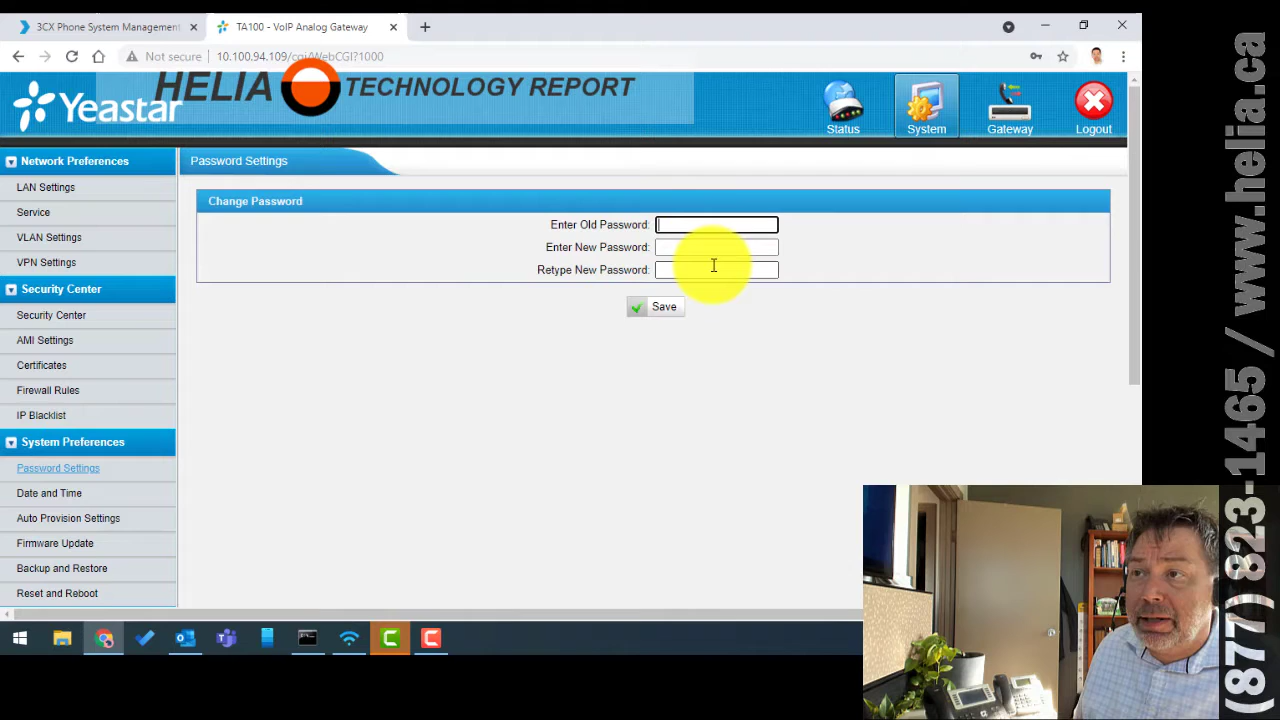 3CX Phone System Management
TA100 - VoIP Analog Gateway
Not secure
10.100.94.109/cgi/WebCGI?1000
HELIA TECHNOLOGY REPORT
Yeastar
Status
System
Gateway
Logout
Network Preferences
LAN Settings
Service
VLAN Settings
VPN Settings
Security Center
Security Center
AMI Settings
Certificates
Firewall Rules
IP Blacklist
System Preferences
Password Settings
Date and Time
Auto Provision Settings
Firmware Update
Backup and Restore
Reset and Reboot
Password Settings
Change Password
Enter Old Password:
Enter New Password:
Retype New Password:
Save
(877) 823-1465 / www.helia.ca